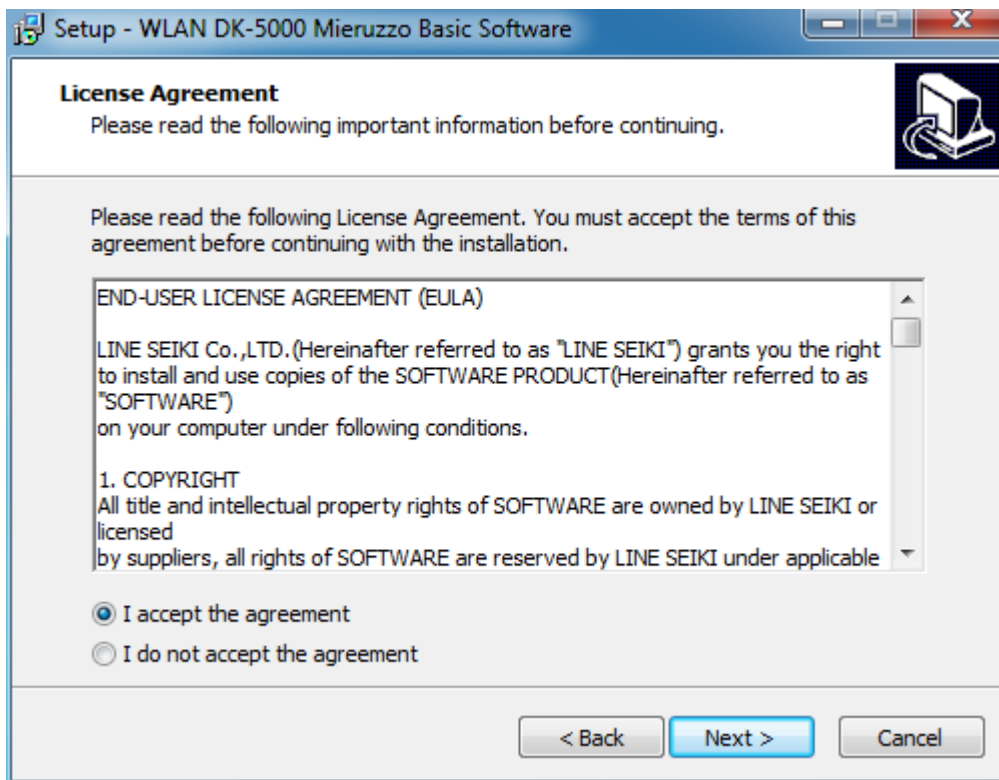 Setup - WLAN DK-5000 Mieruzzo Basic Software
License Agreement
Please read the following important information before continuing.
Please read the following License Agreement. You must accept the terms of this
agreement before continuing with the installation.
END-USER LICENSE AGREEMENT (EULA)
LINE SEIKI Co.,LTD.(Hereinafter referred to as "LINE SEIKI") grants you the right
to install and use copies of the SOFTWARE PRODUCT(Hereinafter referred to as
"SOFTWARE")
on your computer under following conditions.
1. COPYRIGHT
All title and intellectual property rights of SOFTWARE are owned by LINE SEIKI or
licensed
by suppliers, all rights of SOFTWARE are reserved by LINE SEIKI under applicable
I accept the agreement
I do not accept the agreement
< Back
Next >
Cancel